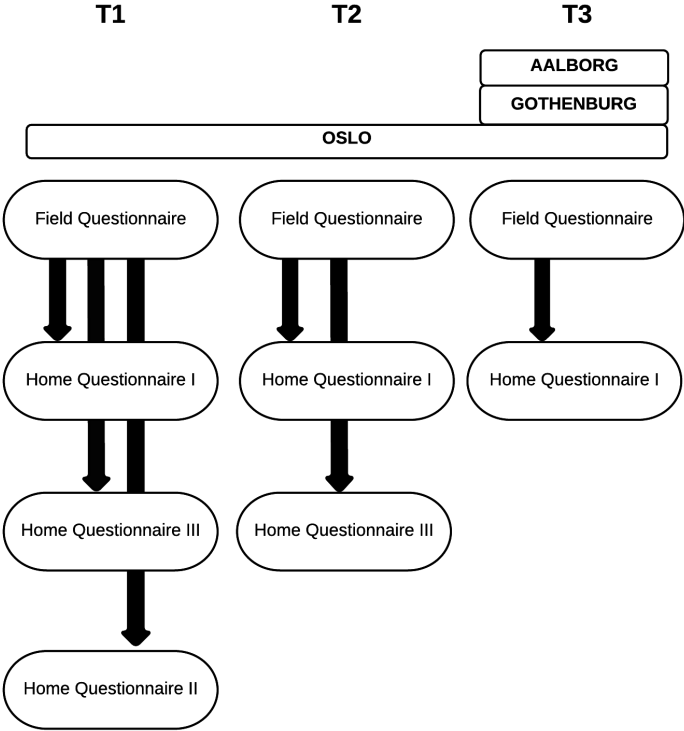 T1 T2 T3
AALBORG
GOTHENBURG
OSLO
Field Questionnaire Field Questionnaire Field Questionnaire
Home Questionnaire I Home Questionnaire I Home Questionnaire I
Home Questionnaire III Home Questionnaire III
Home Questionnaire II